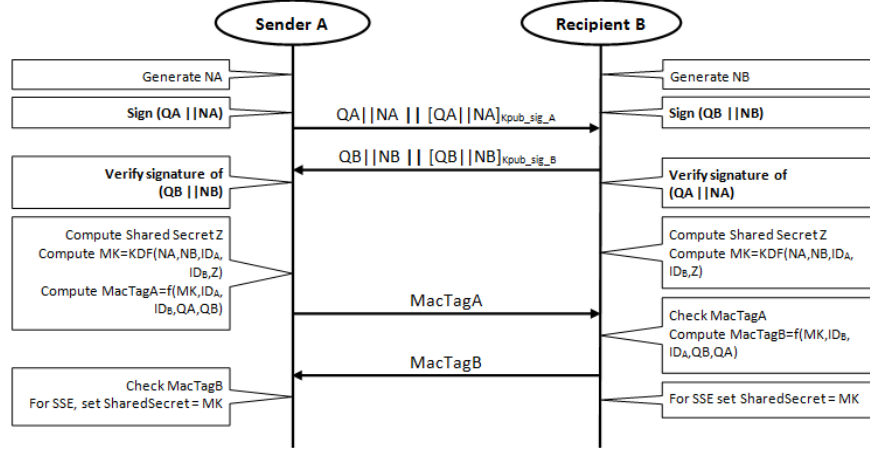 Sender A
Recipient B
Generate NA
Generate NB
Sign (QA ||NA)
QA||NA || [QA||NA]Kpub_sig_A
Sign (QB ||NB)
QB||NB || [QB||NB]Kpub_sig_B
Verify signature of
(QB ||NB)
Verify signature of
(QA ||NA)
Compute Shared Secret Z
Compute MK=KDF(NA,NB,IDA,
IDB,Z)
Compute MacTagA=f(MK,IDA,
IDB,QA,QB)
Compute Shared Secret Z
Compute MK=KDF(NA,NB,IDA,
IDB,Z)
MacTagA
Check MacTagA
Compute MacTagB=f(MK,IDB,
IDA,QB,QA)
MacTagB
Check MacTagB
For SSE, set SharedSecret = MK
For SSE set SharedSecret = MK